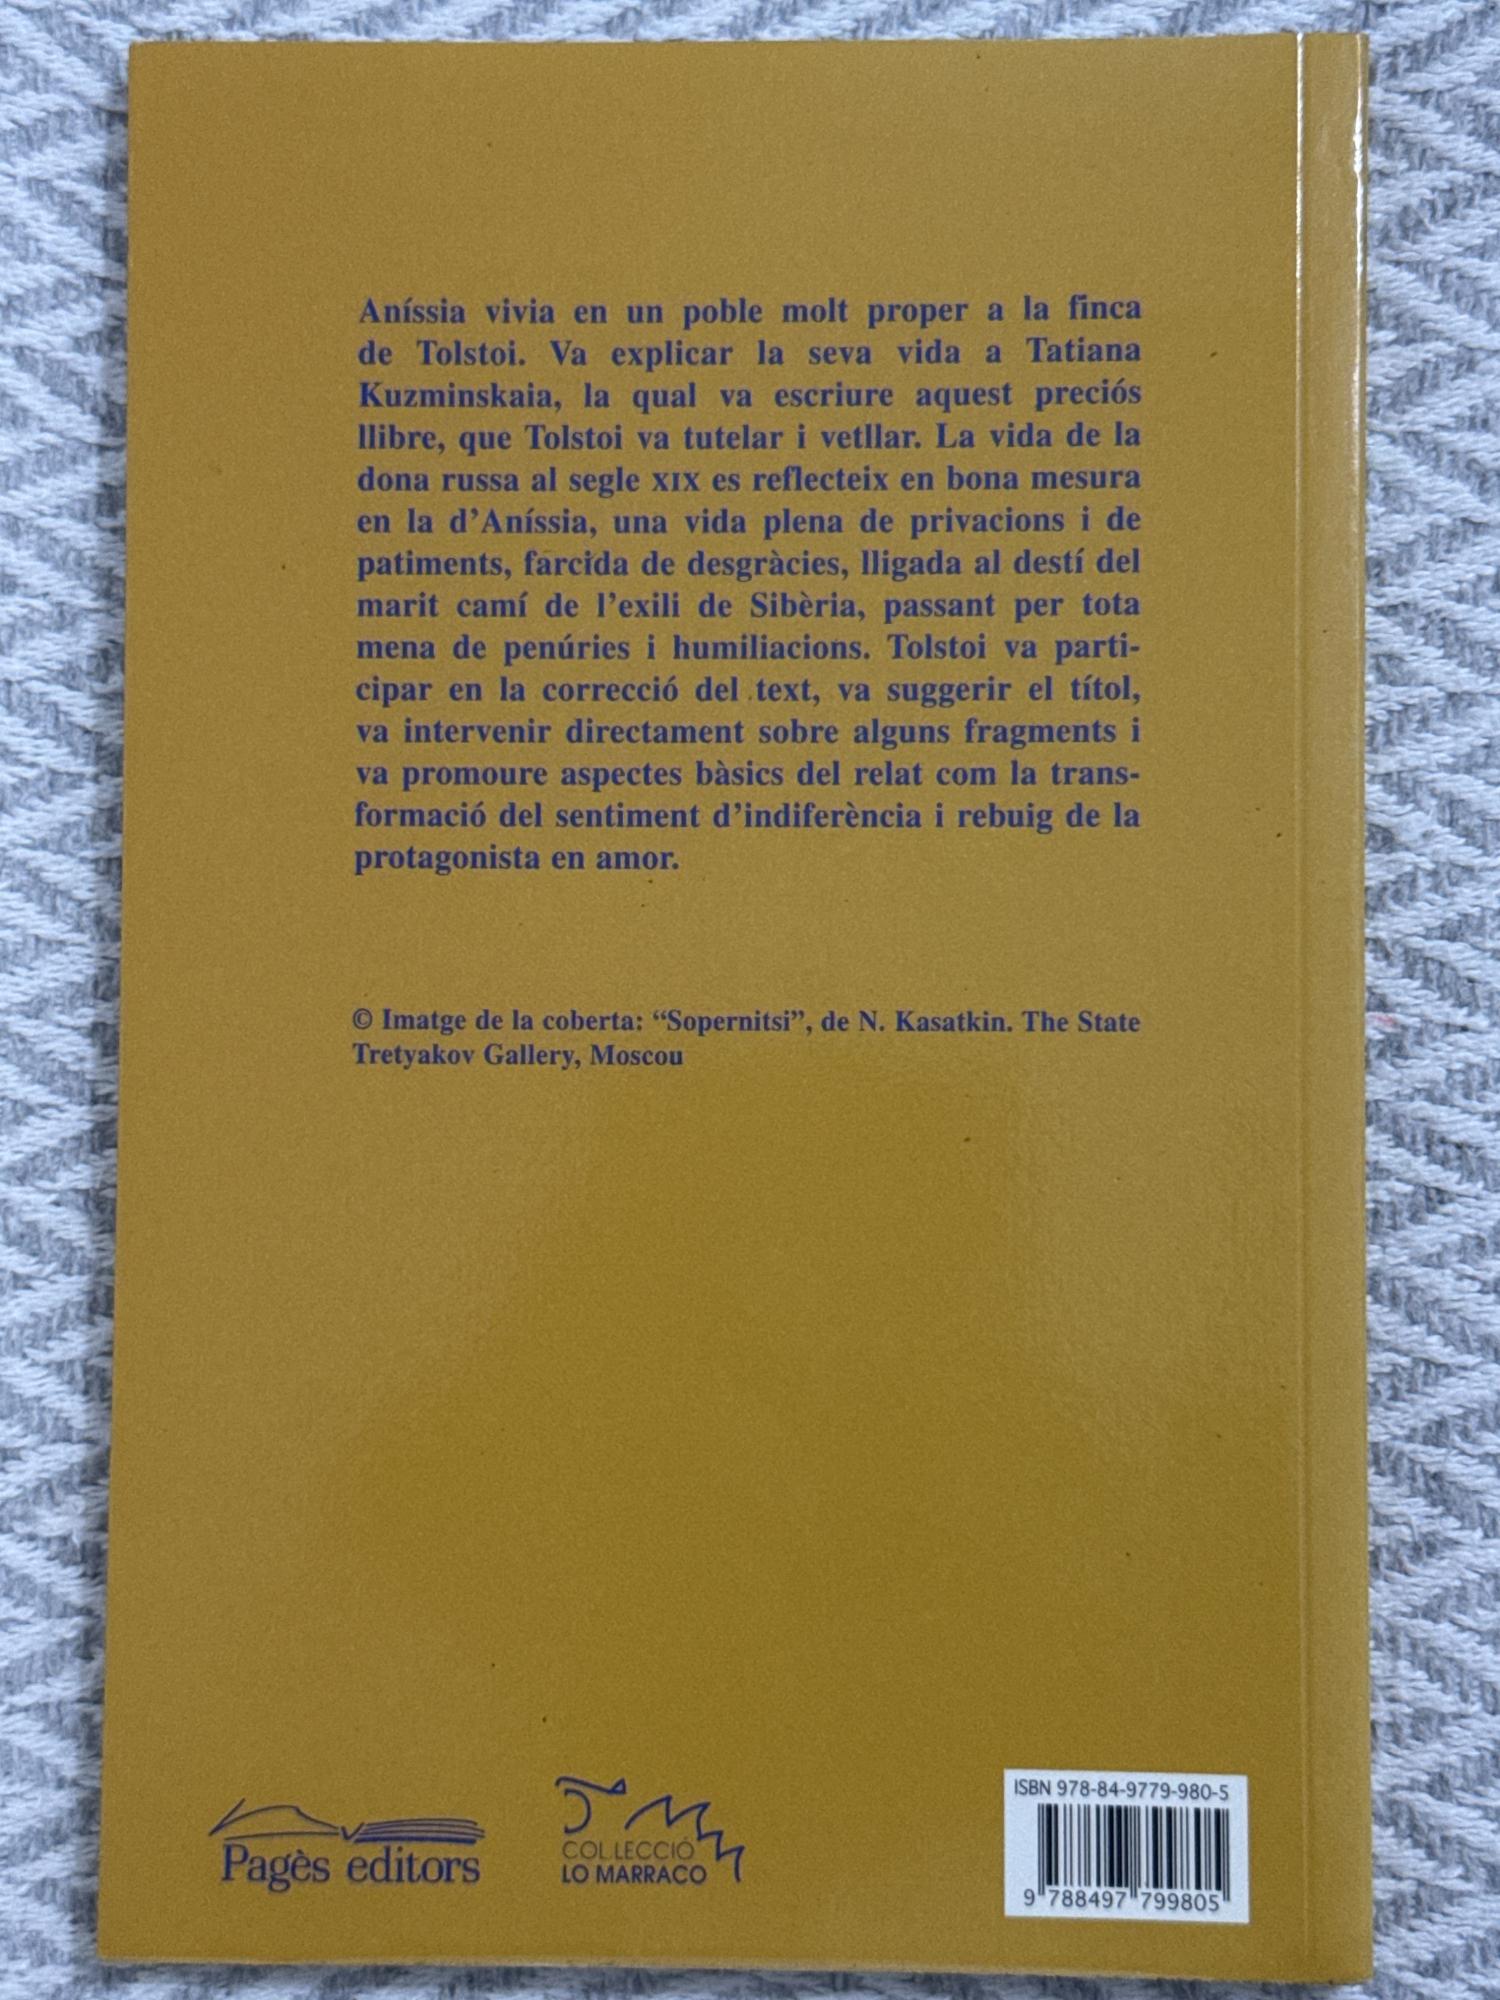 Aníssia vivia en un poble molt proper a la finca
de Tolstoi. Va explicar la seva vida a Tatiana
Kuzminskaia, la qual va escriure aquest preciós
llibre, que Tolstoi va tutelar i vetllar. La vida de la
dona russa al segle XIX es reflecteix en bona mesura
en la d’Aníssia, una vida plena de privacions i de
patiments, farcida de desgràcies, lligada al destí del
marit camí de l’exili de Sibèria, passant per tota
mena de penúries i humiliacions. Tolstoi va parti-
cipar en la correcció del text, va suggerir el títol,
va intervenir directament sobre alguns fragments i
va promoure aspectes bàsics del relat com la trans-
formació del sentiment d’indiferència i rebuig de la
protagonista en amor.
© Imatge de la coberta: “Sopernitsi”, de N. Kasatkin. The State
Tretyakov Gallery, Moscou
Pagès editors
COL.LECCIÓ
LO MARRACO
ISBN 978-84-9779-980-5
9 788497 799805